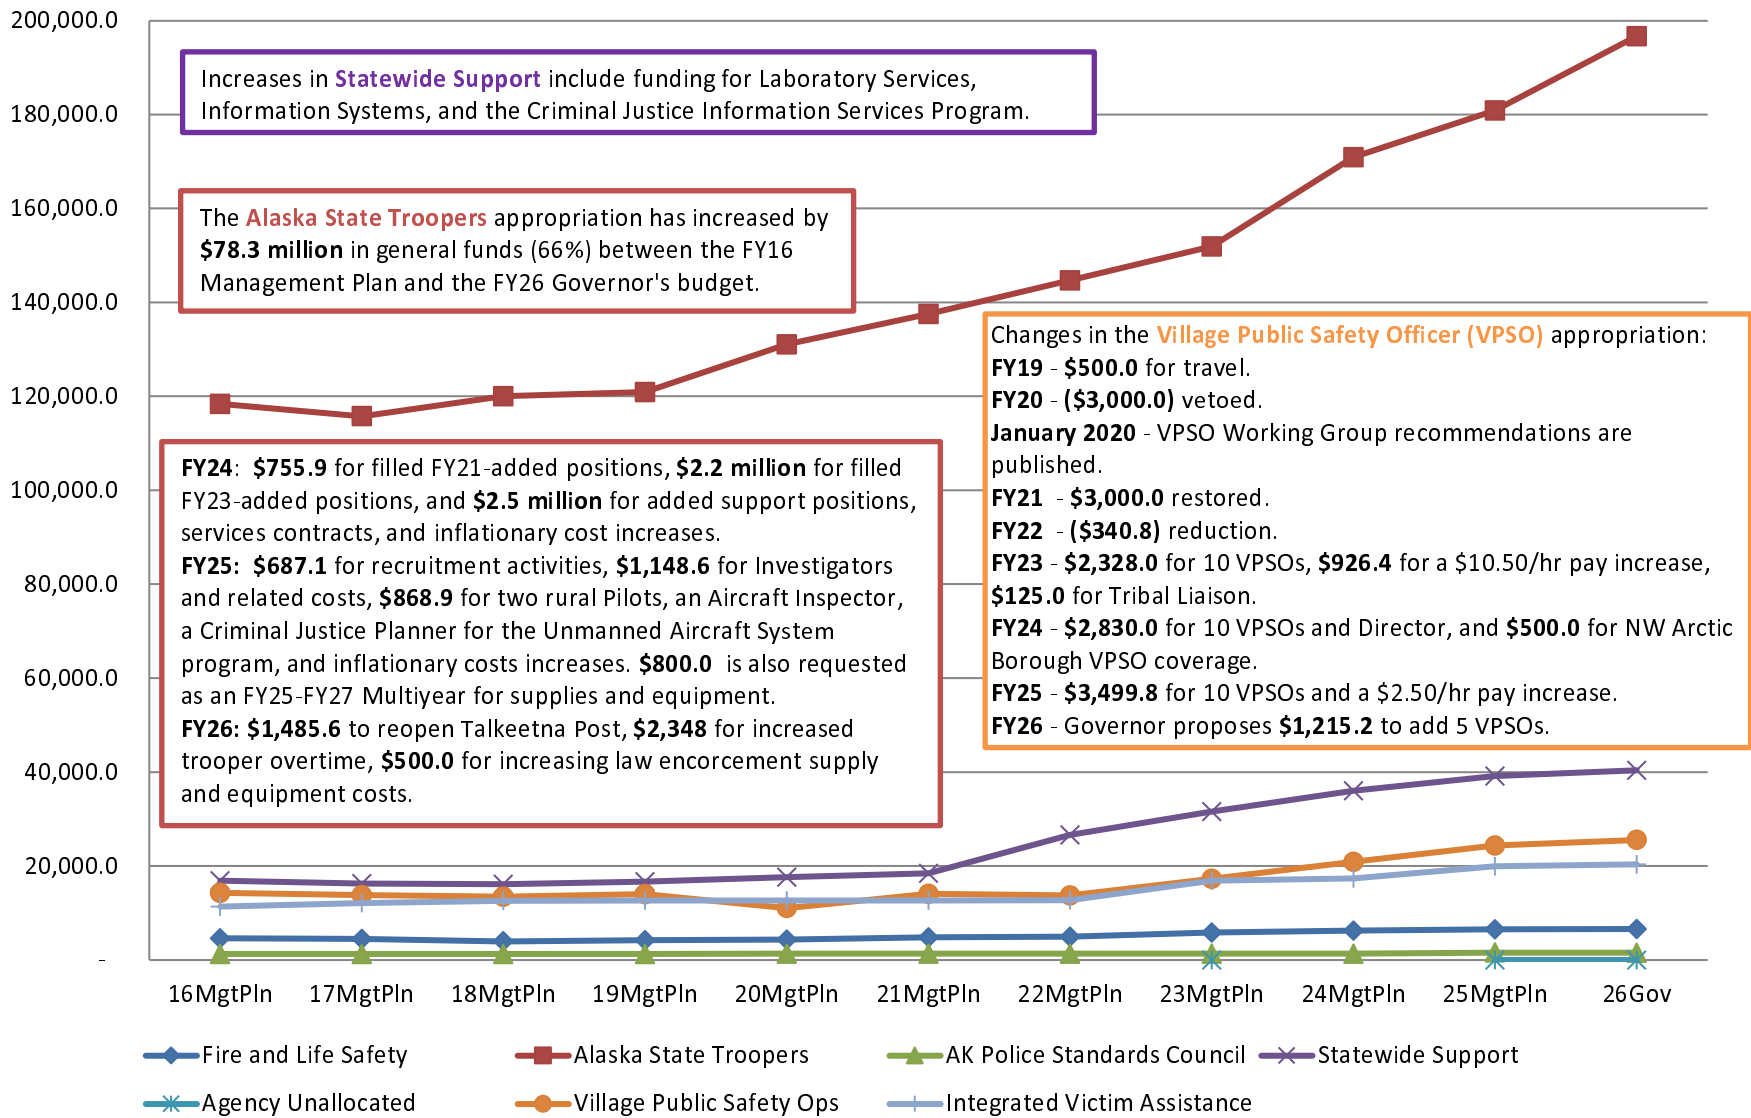 200,000.0
180,000.0
160,000.0
140,000.0
120,000.0
100,000.0
80,000.0
60,000.0
40,000.0
20,000.0
-
Increases in Statewide Support include funding for Laboratory Services,
Information Systems, and the Criminal Justice Information Services Program.
The Alaska State Troopers appropriation has increased by
$78.3 million in general funds (66%) between the FY16
Management Plan and the FY26 Governor's budget.
FY24:  $755.9 for filled FY21-added positions, $2.2 million for filled
FY23-added positions, and $2.5 million for added support positions,
services contracts, and inflationary cost increases.
FY25:  $687.1 for recruitment activities, $1,148.6 for Investigators
and related costs, $868.9 for two rural Pilots, an Aircraft Inspector,
a Criminal Justice Planner for the Unmanned Aircraft System
program, and inflationary costs increases. $800.0  is also requested
as an FY25-FY27 Multiyear for supplies and equipment.
FY26: $1,485.6 to reopen Talkeetna Post, $2,348 for increased
trooper overtime, $500.0 for increasing law encorcement supply
and equipment costs.
Changes in the Village Public Safety Officer (VPSO) appropriation:
FY19 - $500.0 for travel.
FY20 - ($3,000.0) vetoed.
January 2020 - VPSO Working Group recommendations are
published.
FY21  - $3,000.0 restored.
FY22  - ($340.8) reduction.
FY23 - $2,328.0 for 10 VPSOs, $926.4 for a $10.50/hr pay increase,
$125.0 for Tribal Liaison.
FY24 - $2,830.0 for 10 VPSOs and Director, and $500.0 for NW Arctic
Borough VPSO coverage.
FY25 - $3,499.8 for 10 VPSOs and a $2.50/hr pay increase.
FY26 - Governor proposes $1,215.2 to add 5 VPSOs.
16MgtPln 17MgtPln 18MgtPln 19MgtPln 20MgtPln 21MgtPln 22MgtPln 23MgtPln 24MgtPln 25MgtPln 26Gov
Fire and Life Safety Alaska State Troopers AK Police Standards Council Statewide Support
Agency Unallocated Village Public Safety Ops Integrated Victim Assistance